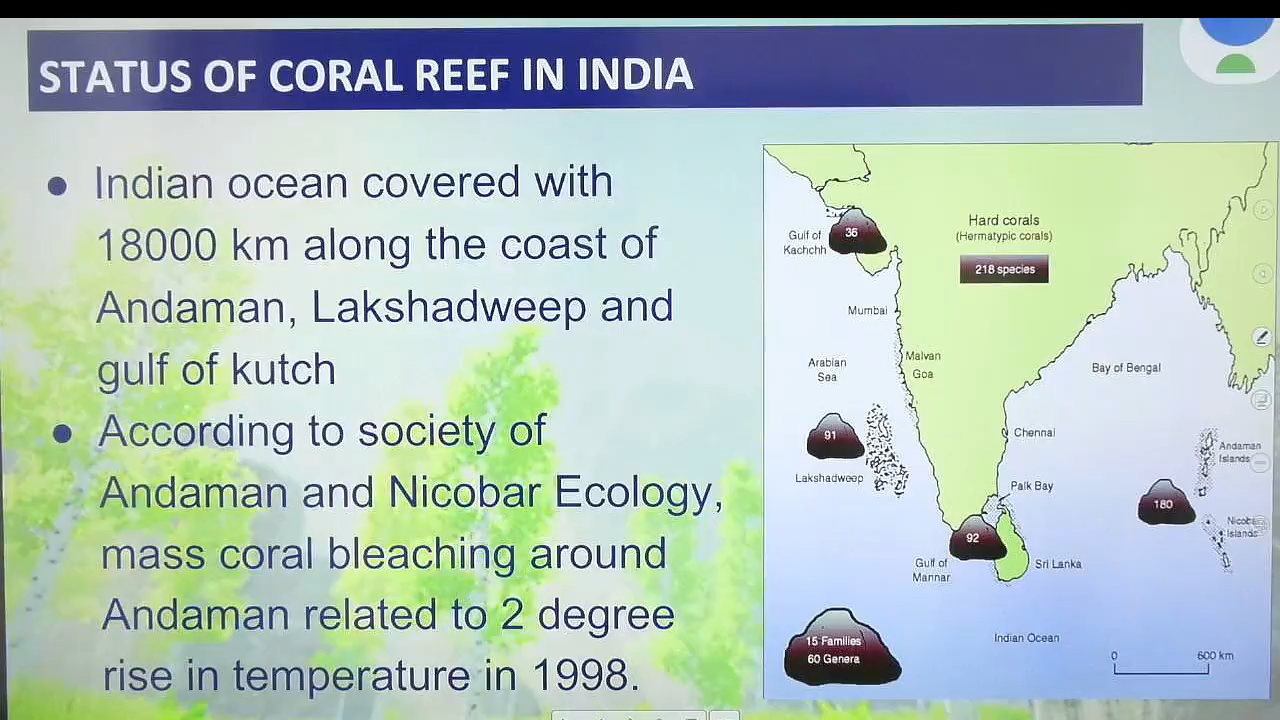 STATUS OF CORAL REEF IN INDIA
● Indian ocean covered with
18000 km along the coast of
Andaman, Lakshadweep and
gulf of kutch
● According to society of
Andaman and Nicobar Ecology,
mass coral bleaching around
Andaman related to 2 degree
rise in temperature in 1998.
Hard corals
(Hermatypic corals)
218 species
Gulf of
Kachchh
36
Mumbai
Malvan
Goa
Arabian
Sea
Bay of Bengal
91
Lakshadweep
Chennai
Palk Bay
Andaman
Islands
180
Islands
92
Gulf of
Mannar
Sri Lanka
15 Families
60 Genera
Indian Ocean
0
600 km